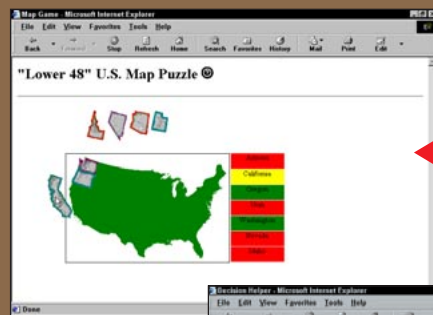 Map Game - Microsoft Internet Explorer
File Edit View Favorites Tools Help
Back Forward Stop Refresh Home Search Favorites History Mail Print Edit
"Lower 48" U.S. Map Puzzle ☺
Arizona
California
Oregon
Utah
Washington
Nevada
Idaho
Done
Decision Helper - Microsoft Internet Explorer
File Edit View Favorites Tools Help